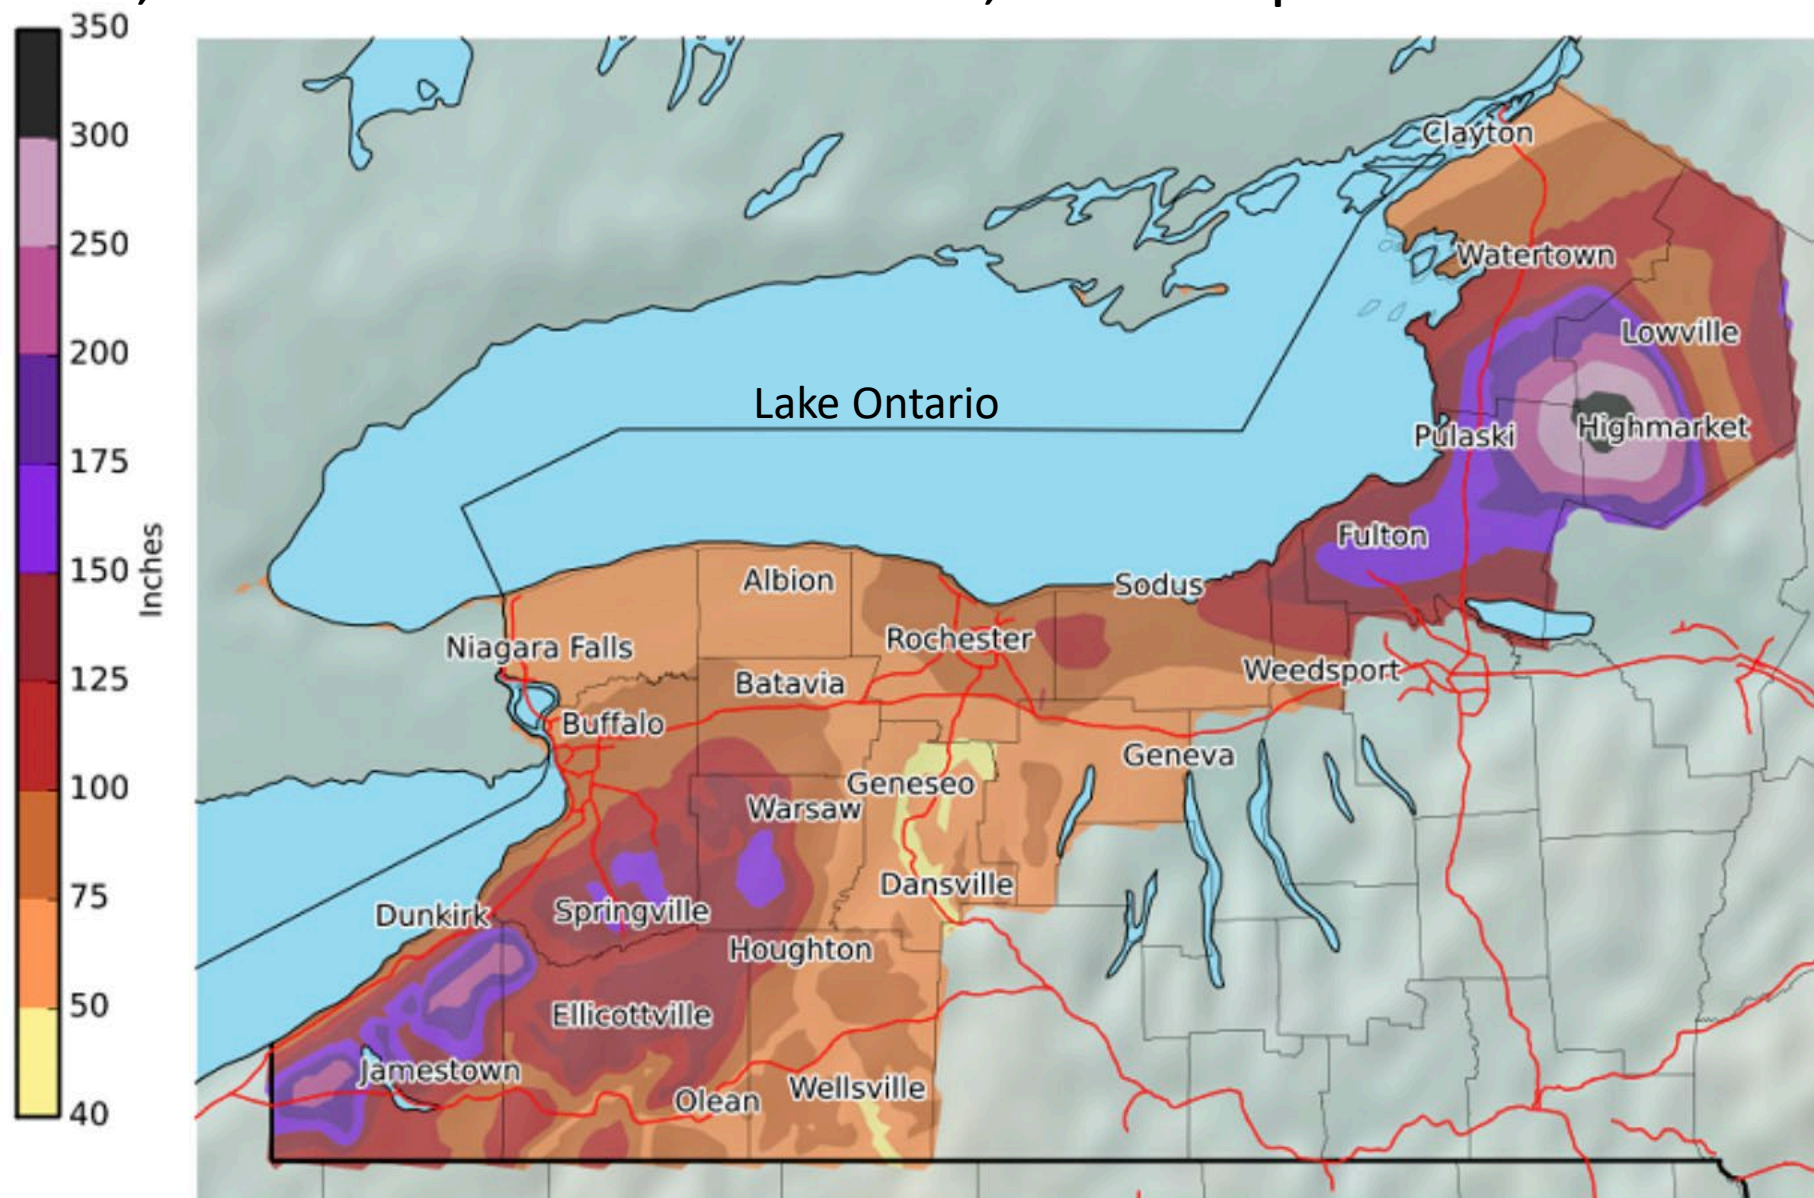 350
300
250
200
175
150
125
100
75
50
40
Inches
Clayton
Watertown
Lowville
Lake Ontario
Pulaski
Highmarket
Fulton
Albion
Sodus
Niagara Falls
Rochester
Batavia
Weedsport
Buffalo
Geneva
Geneseo
Warsaw
Dansville
Dunkirk
Springville
Houghton
Ellicottville
Jamestown
Olean
Wellsville